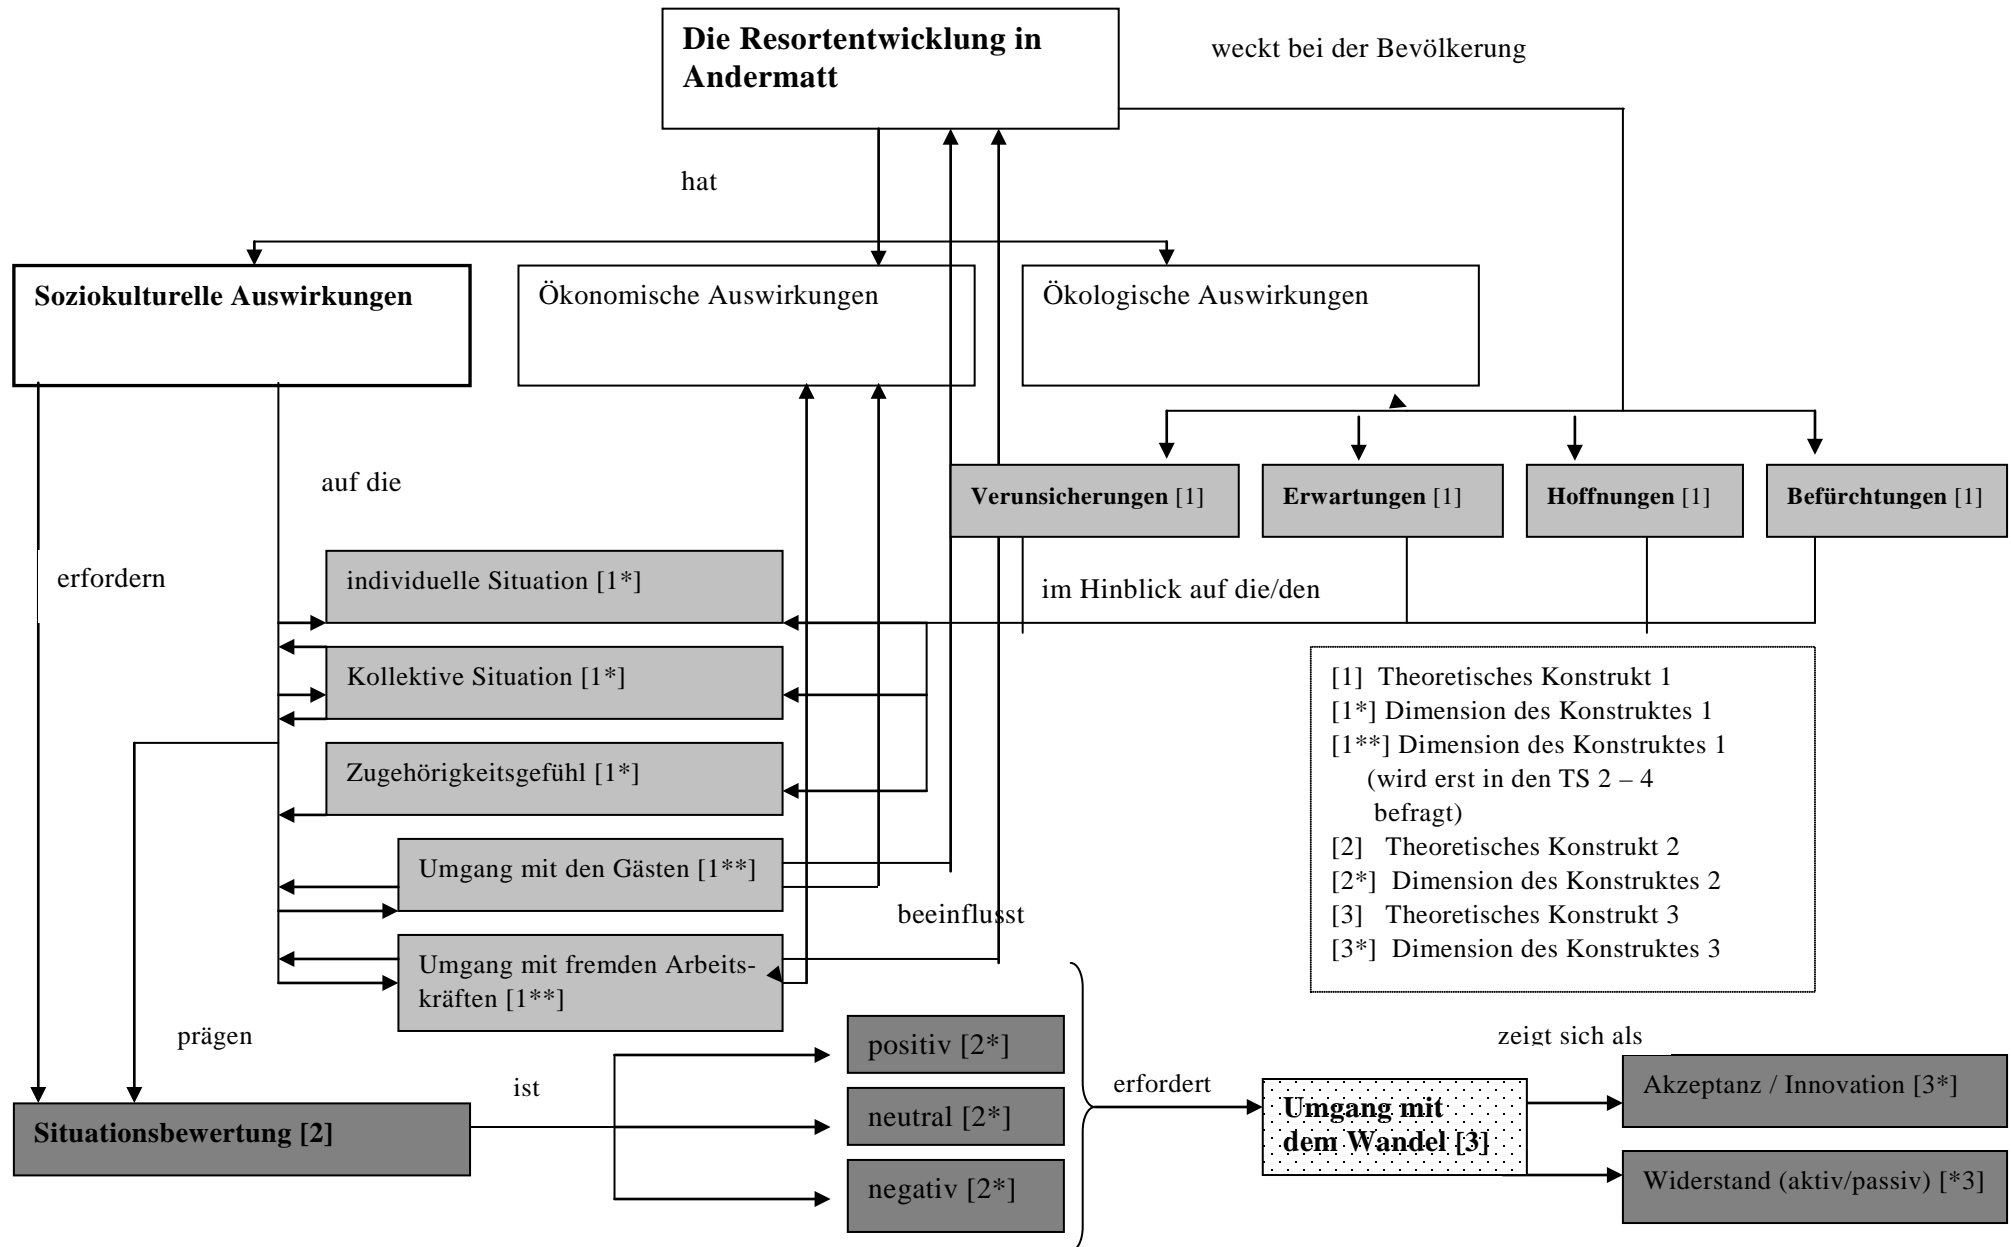 Die Resortentwicklung in
Andermatt
weckt bei der Bevölkerung
hat
Soziokulturelle Auswirkungen
Ökonomische Auswirkungen
Ökologische Auswirkungen
auf die
Verunsicherungen [1]
Erwartungen [1]
Hoffnungen [1]
Befürchtungen [1]
erfordern
individuelle Situation [1*]
im Hinblick auf die/den
Kollektive Situation [1*]
Zugehörigkeitsgefühl [1*]
Umgang mit den Gästen [1**]
beeinflusst
Umgang mit fremden Arbeits-
kräften [1**]
[1] Theoretisches Konstrukt 1
[1*] Dimension des Konstruktes 1
[1**] Dimension des Konstruktes 1
(wird erst in den TS 2 – 4
befragt)
[2] Theoretisches Konstrukt 2
[2*] Dimension des Konstruktes 2
[3] Theoretisches Konstrukt 3
[3*] Dimension des Konstruktes 3
prägen
Situationsbewertung [2]
ist
positiv [2*]
neutral [2*]
negativ [2*]
erfordert
Umgang mit
dem Wandel [3]
zeigt sich als
Akzeptanz / Innovation [3*]
Widerstand (aktiv/passiv) [*3]